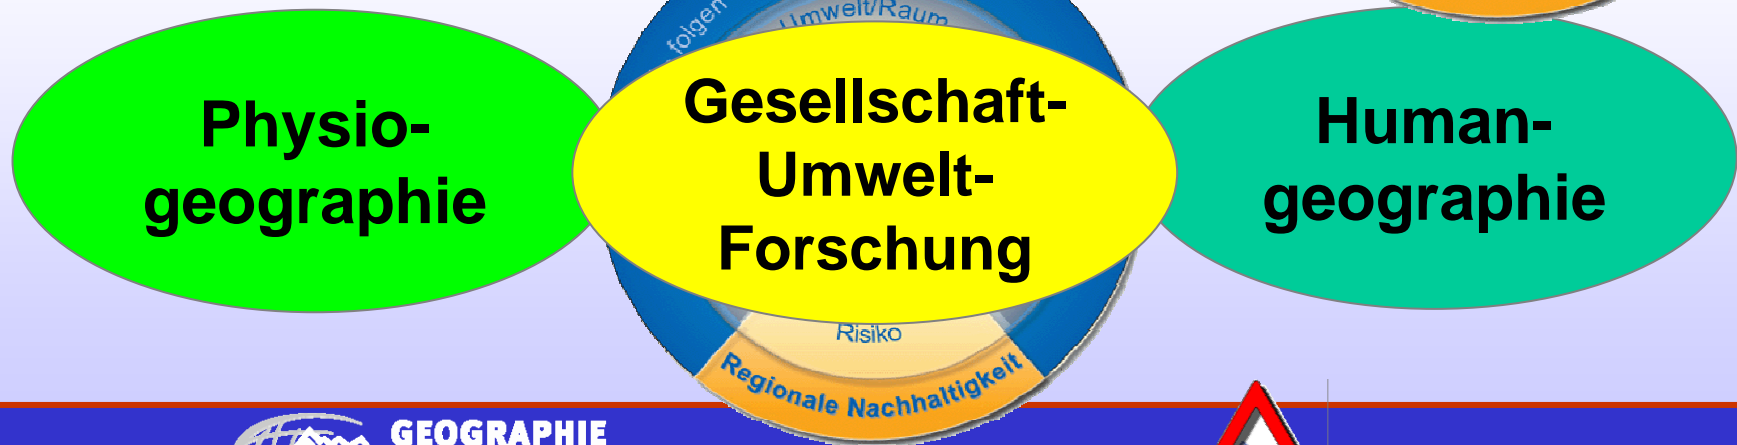 folgen
Umwelt/Raum
Physio-
geographie
Gesellschaft-
Umwelt-
Forschung
Human-
geographie
Risiko
Regionale Nachhaltigkeit
GEOGRAPHIE